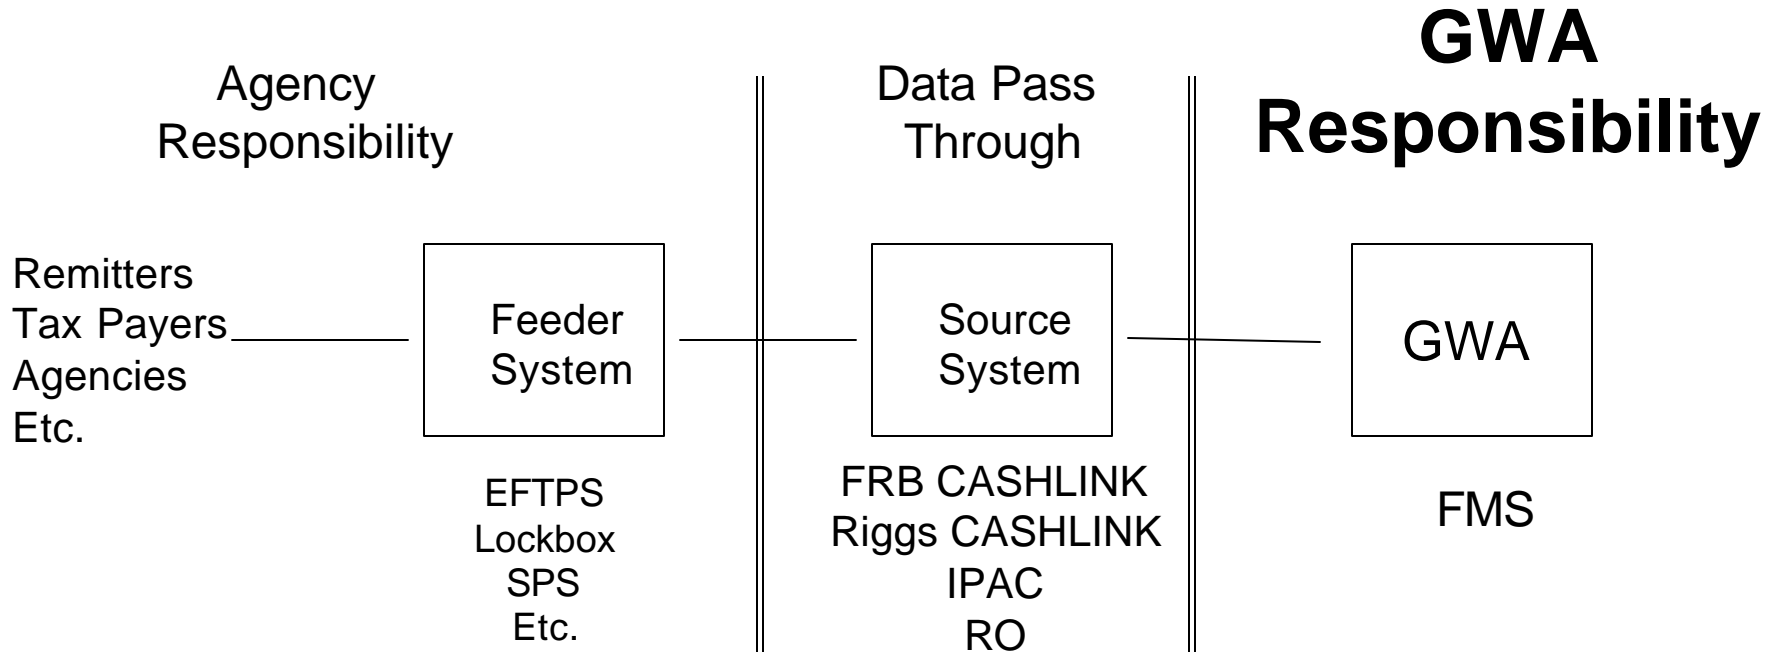 Agency
Responsibility
Data Pass
Through
GWA
Responsibility
Remitters
Tax Payers
Agencies
Etc.
Feeder
System
EFTPS
Lockbox
SPS
Etc.
Source
System
FRB CASHLINK
Riggs CASHLINK
IPAC
RO
GWA
FMS